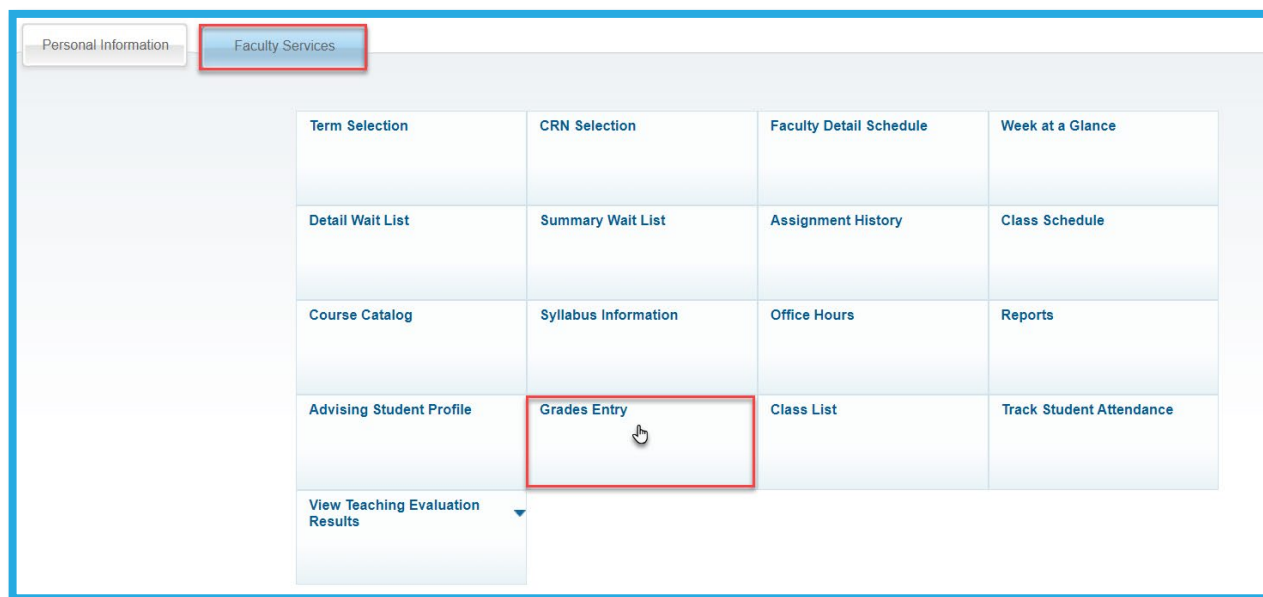 Personal Information
Faculty Services
Term Selection
CRN Selection
Faculty Detail Schedule
Week at a Glance
Detail Wait List
Summary Wait List
Assignment History
Class Schedule
Course Catalog
Syllabus Information
Office Hours
Reports
Advising Student Profile
Grades Entry
Class List
Track Student Attendance
View Teaching Evaluation
Results